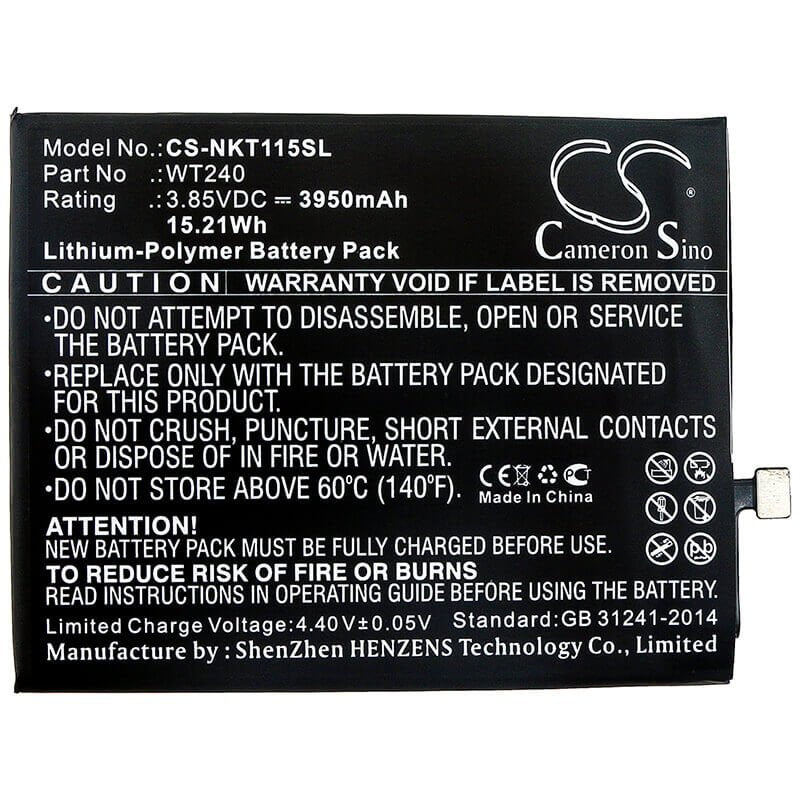 Model No.: CS-NKT115SL
Part No :WT240
Rating :3.85VDC ⎓ 3950mAh
15.21Wh
Lithium-Polymer Battery Pack
CS ®
Cameron Sino
CAUTION WARRANTY VOID IF LABEL IS REMOVED
•DO NOT ATTEMPT TO DISASSEMBLE, OPEN OR SERVICE
THE BATTERY PACK.
•REPLACE ONLY WITH THE BATTERY PACK DESIGNATED
FOR THIS PRODUCT.
•DO NOT CRUSH, PUNCTURE, SHORT EXTERNAL CONTACTS
OR DISPOSE OF IN FIRE OR WATER.
•DO NOT STORE ABOVE 60°C (140°F).
CE PCT
Made In China
Pb
ATTENTION!
NEW BATTERY PACK MUST BE FULLY CHARGED BEFORE USE.
TO REDUCE RISK OF FIRE OR BURNS
READ INSTRUCTIONS IN OPERATING GUIDE BEFORE USING THE BATTERY.
Limited Charge Voltage:4.40V±0.05V Standard:GB 31241-2014
Manufacture by : ShenZhen HENZENS Technology Co., Limited